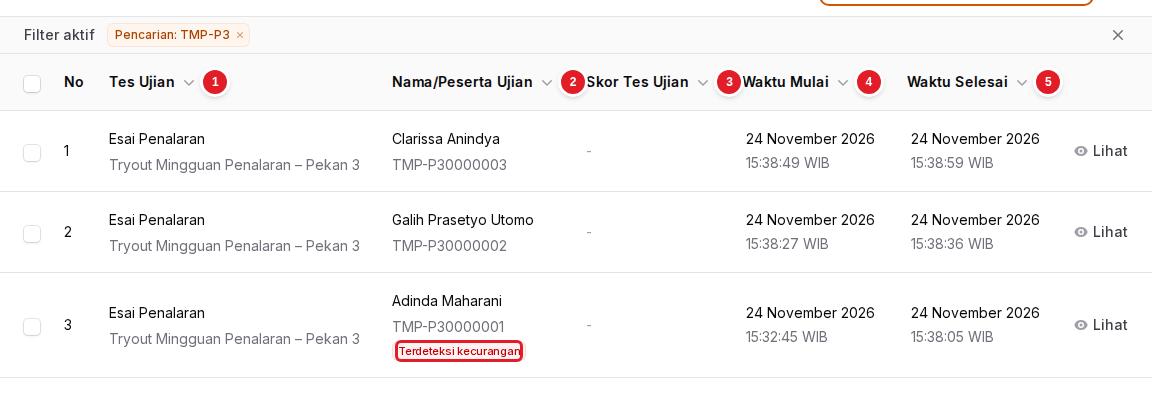 Filter aktif Pencarian: TMP-P3 ×
No Tes Ujian 1 Nama/Peserta Ujian 2 Skor Tes Ujian 3 Waktu Mulai 4 Waktu Selesai 5
1 Esai Penalaran Clarissa Anindya - 24 November 2026 24 November 2026 Lihat
Tryout Mingguan Penalaran – Pekan 3 TMP-P30000003 15:38:49 WIB 15:38:59 WIB
2 Esai Penalaran Galih Prasetyo Utomo - 24 November 2026 24 November 2026 Lihat
Tryout Mingguan Penalaran – Pekan 3 TMP-P30000002 15:38:27 WIB 15:38:36 WIB
3 Esai Penalaran Adinda Maharani - 24 November 2026 24 November 2026 Lihat
Tryout Mingguan Penalaran – Pekan 3 TMP-P30000001 15:32:45 WIB 15:38:05 WIB
Terdeteksi kecurangan